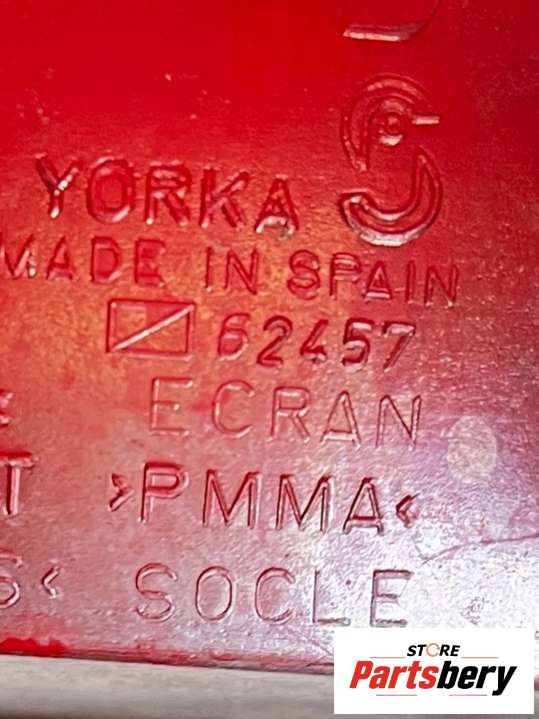 YORKA
MADE IN SPAIN
62457
ECRAN
T >PMMA<
S< SOCLE
STORE
Partsbery